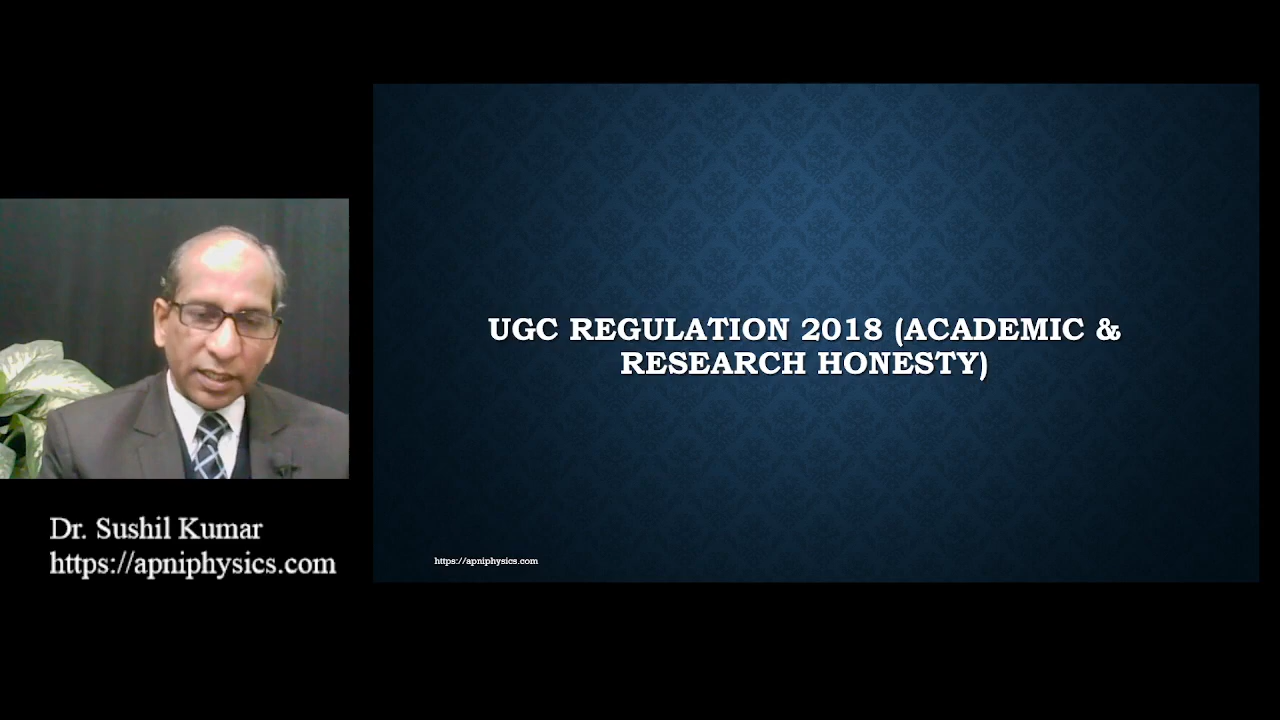 UGC REGULATION 2018 (ACADEMIC &
RESEARCH HONESTY)
https://apniphysics.com
Dr. Sushil Kumar
https://apniphysics.com